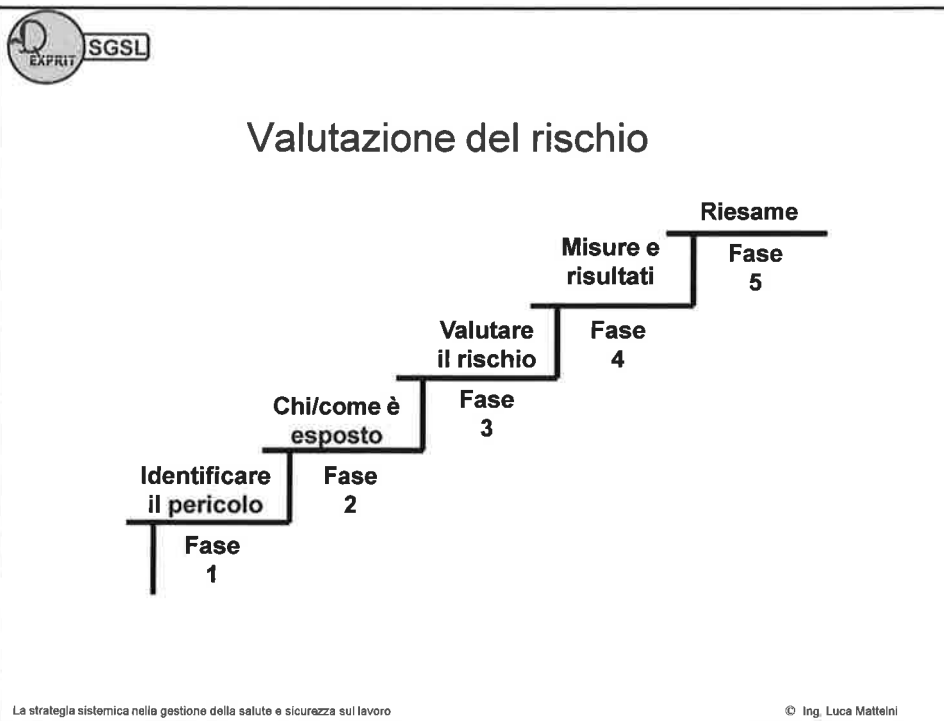 EXPRIT
SGSL
Valutazione del rischio
Riesame
Fase
5
Misure e
risultati
Fase
4
Valutare
il rischio
Fase
3
Chi/come è
esposto
Fase
2
Identificare
il pericolo
Fase
1
La strategia sistemica nella gestione della salute e sicurezza sul lavoro
© Ing. Luca Matteini